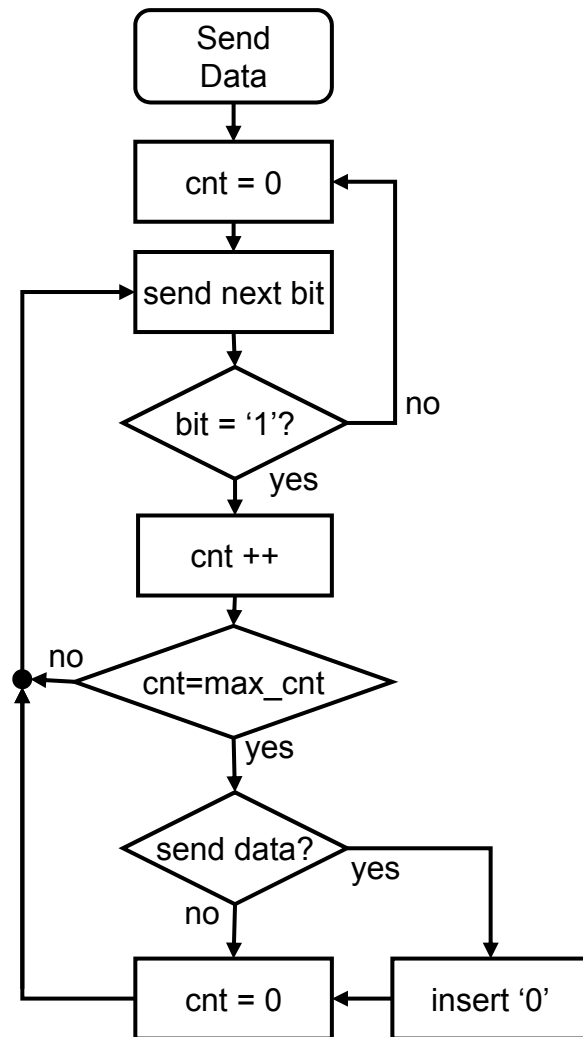 Send
Data
cnt = 0
send next bit
bit = ‘1’?
no
yes
cnt ++
no
cnt=max_cnt
yes
send data?
yes
no
cnt = 0
insert ‘0’